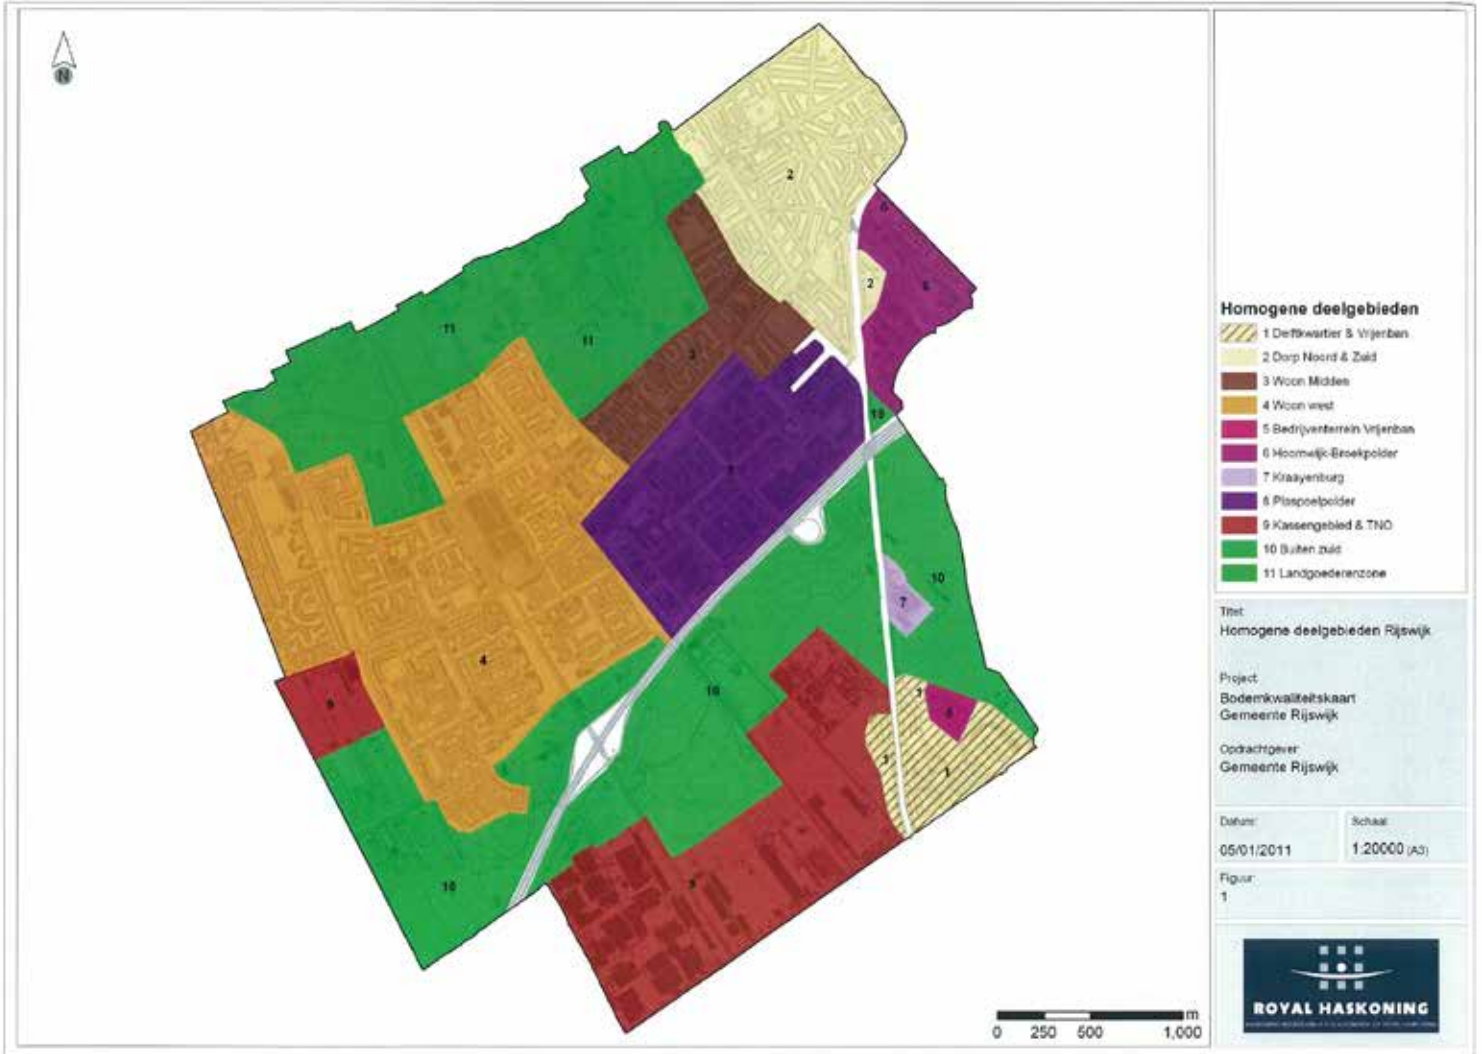 N
2
6
2
6
11
11
3
10
8
10
7
4
9
10
1
5
1
1
10
9
Homogene deelgebieden
1 Delftkwartier & Vrijenban
2 Dorp Noord & Zuid
3 Woon Midden
4 Woon west
5 Bedrijventerrein Vrijenban
6 Hoornwijk-Broekpolder
7 Kraayenburg
8 Plaspoelpolder
9 Kassengebied & TNO
10 Buiten zuid
11 Landgoederenzone
Titel:
Homogene deelgebieden Rijswijk
Project:
Bodemkwaliteitskaart
Gemeente Rijswijk
Opdrachtgever:
Gemeente Rijswijk
Datum:
05/01/2011
Schaal:
1:20000 (A3)
Figuur:
1
ROYAL HASKONING
m
0 250 500 1,000